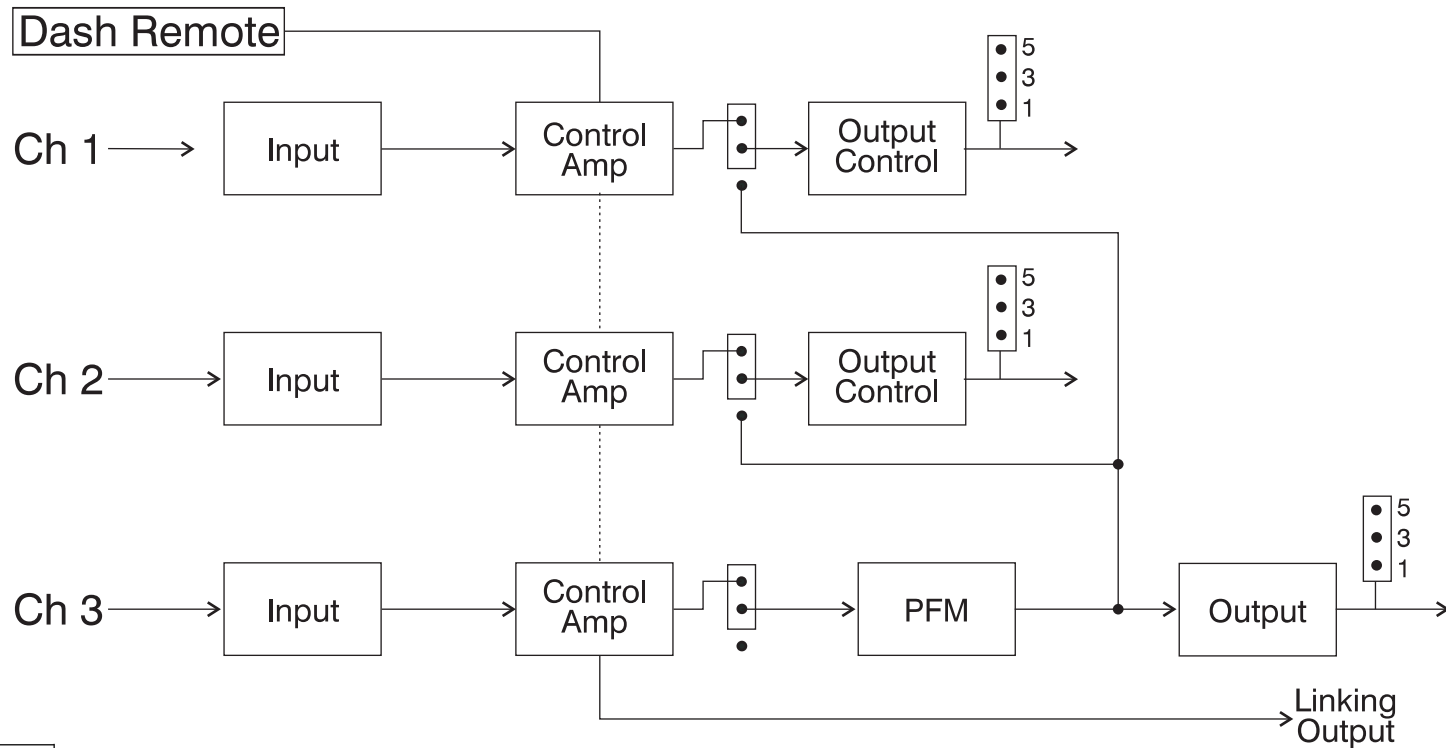 Dash Remote
5
3
1
Ch 1
Input
Control
Amp
Output
Control
5
3
1
Ch 2
Input
Control
Amp
Output
Control
5
3
1
Ch 3
Input
Control
Amp
PFM
Output
Linking
Output